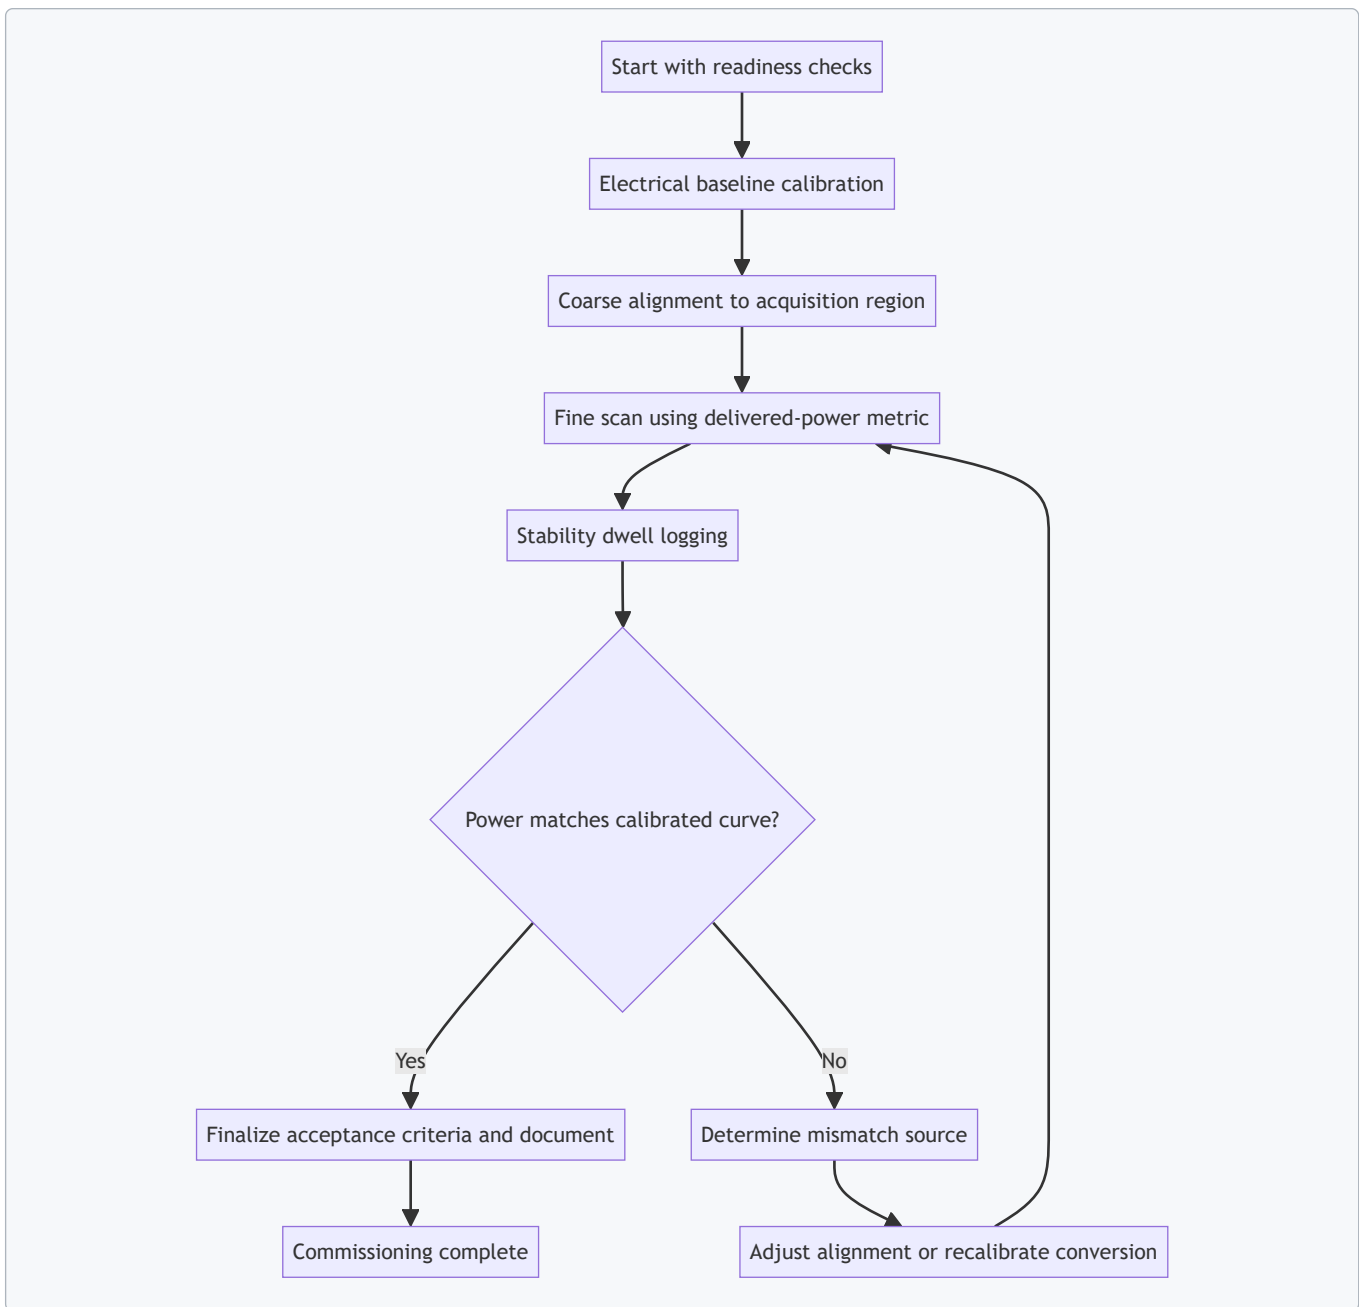 Start with readiness checks
Electrical baseline calibration
Coarse alignment to acquisition region
Fine scan using delivered-power metric
Stability dwell logging
Power matches calibrated curve?
Yes
No
Finalize acceptance criteria and document
Determine mismatch source
Commissioning complete
Adjust alignment or recalibrate conversion